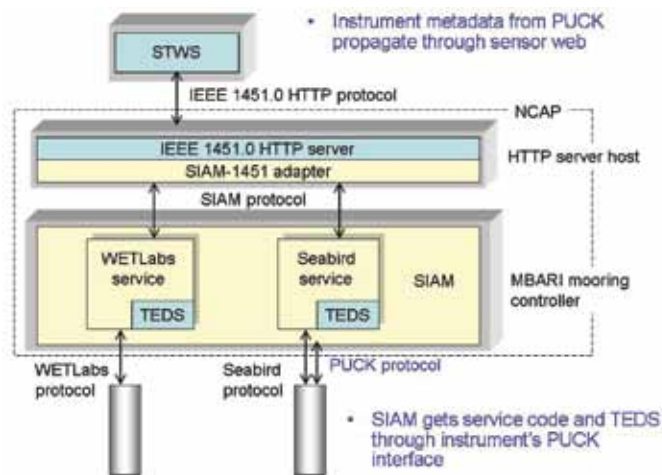 • Instrument metadata from PUCK
propagate through sensor web
STWS
IEEE 1451.0 HTTP protocol
NCAP
IEEE 1451.0 HTTP server
SIAM-1451 adapter
HTTP server host
SIAM protocol
WETLabs
service
TEDS
Seabird
service
TEDS
SIAM
MBARI mooring
controller
WETLabs
protocol
Seabird
protocol
PUCK protocol
• SIAM gets service code and TEDS
through instrument's PUCK
interface